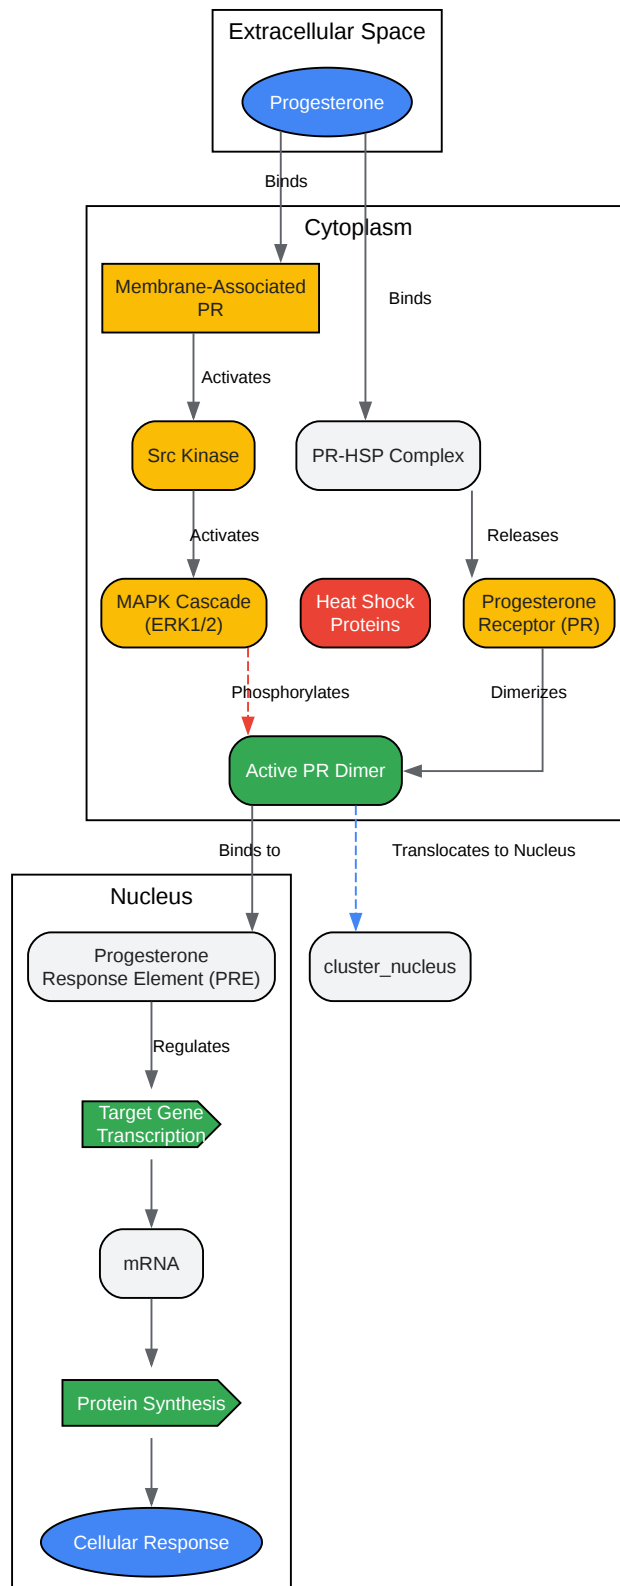 Extracellular Space
Progesterone
Binds
Cytoplasm
Membrane-Associated
PR
Binds
Activates
Src Kinase
PR-HSP Complex
Activates
Releases
MAPK Cascade
(ERK1/2)
Heat Shock
Proteins
Progesterone
Receptor (PR)
Phosphorylates
Dimerizes
Active PR Dimer
Binds to
Translocates to Nucleus
Nucleus
Progesterone
Response Element (PRE)
cluster_nucleus
Regulates
Target Gene
Transcription
mRNA
Protein Synthesis
Cellular Response